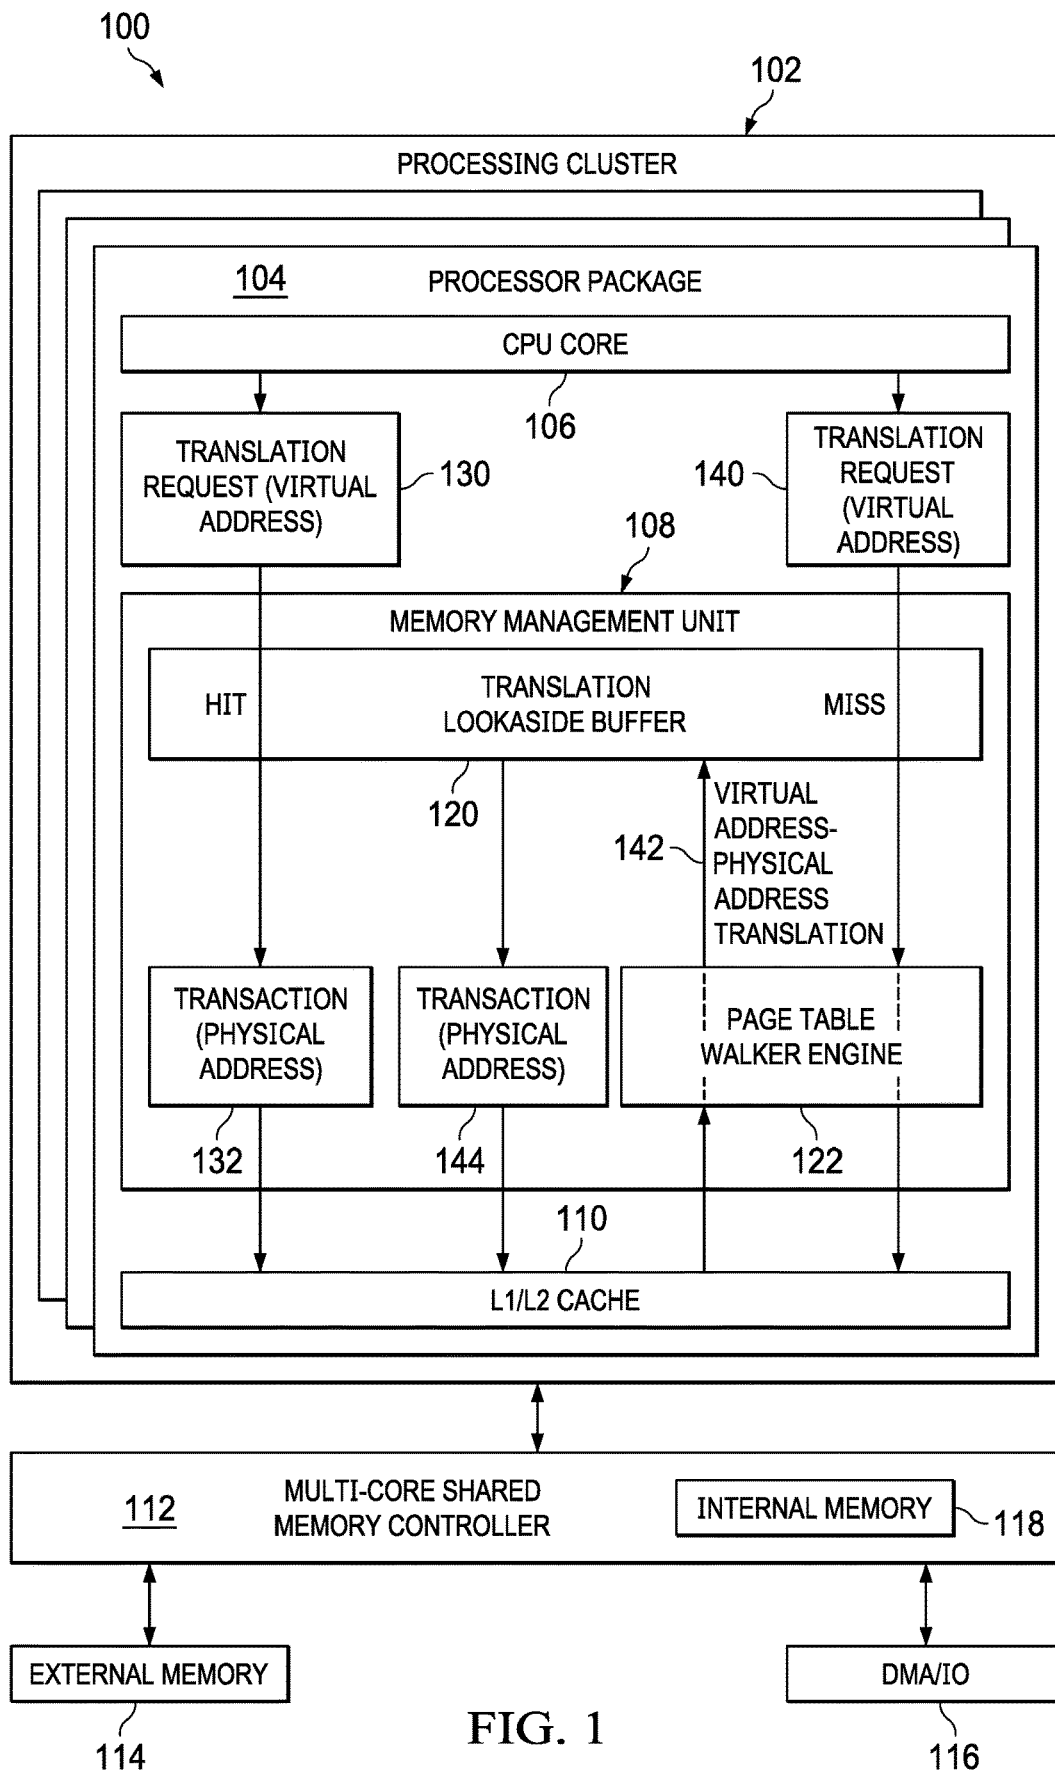 100
102
PROCESSING CLUSTER
104
PROCESSOR PACKAGE
CPU CORE
106
TRANSLATION
REQUEST (VIRTUAL
ADDRESS)
130
140
TRANSLATION
REQUEST
(VIRTUAL
ADDRESS)
108
MEMORY MANAGEMENT UNIT
HIT
TRANSLATION
LOOKASIDE BUFFER
MISS
120
142
VIRTUAL
ADDRESS-
PHYSICAL
ADDRESS
TRANSLATION
TRANSACTION
(PHYSICAL
ADDRESS)
TRANSACTION
(PHYSICAL
ADDRESS)
PAGE TABLE
WALKER ENGINE
132
144
122
110
L1/L2 CACHE
112
MULTI-CORE SHARED
MEMORY CONTROLLER
INTERNAL MEMORY
118
EXTERNAL MEMORY
DMA/IO
114
FIG. 1
116